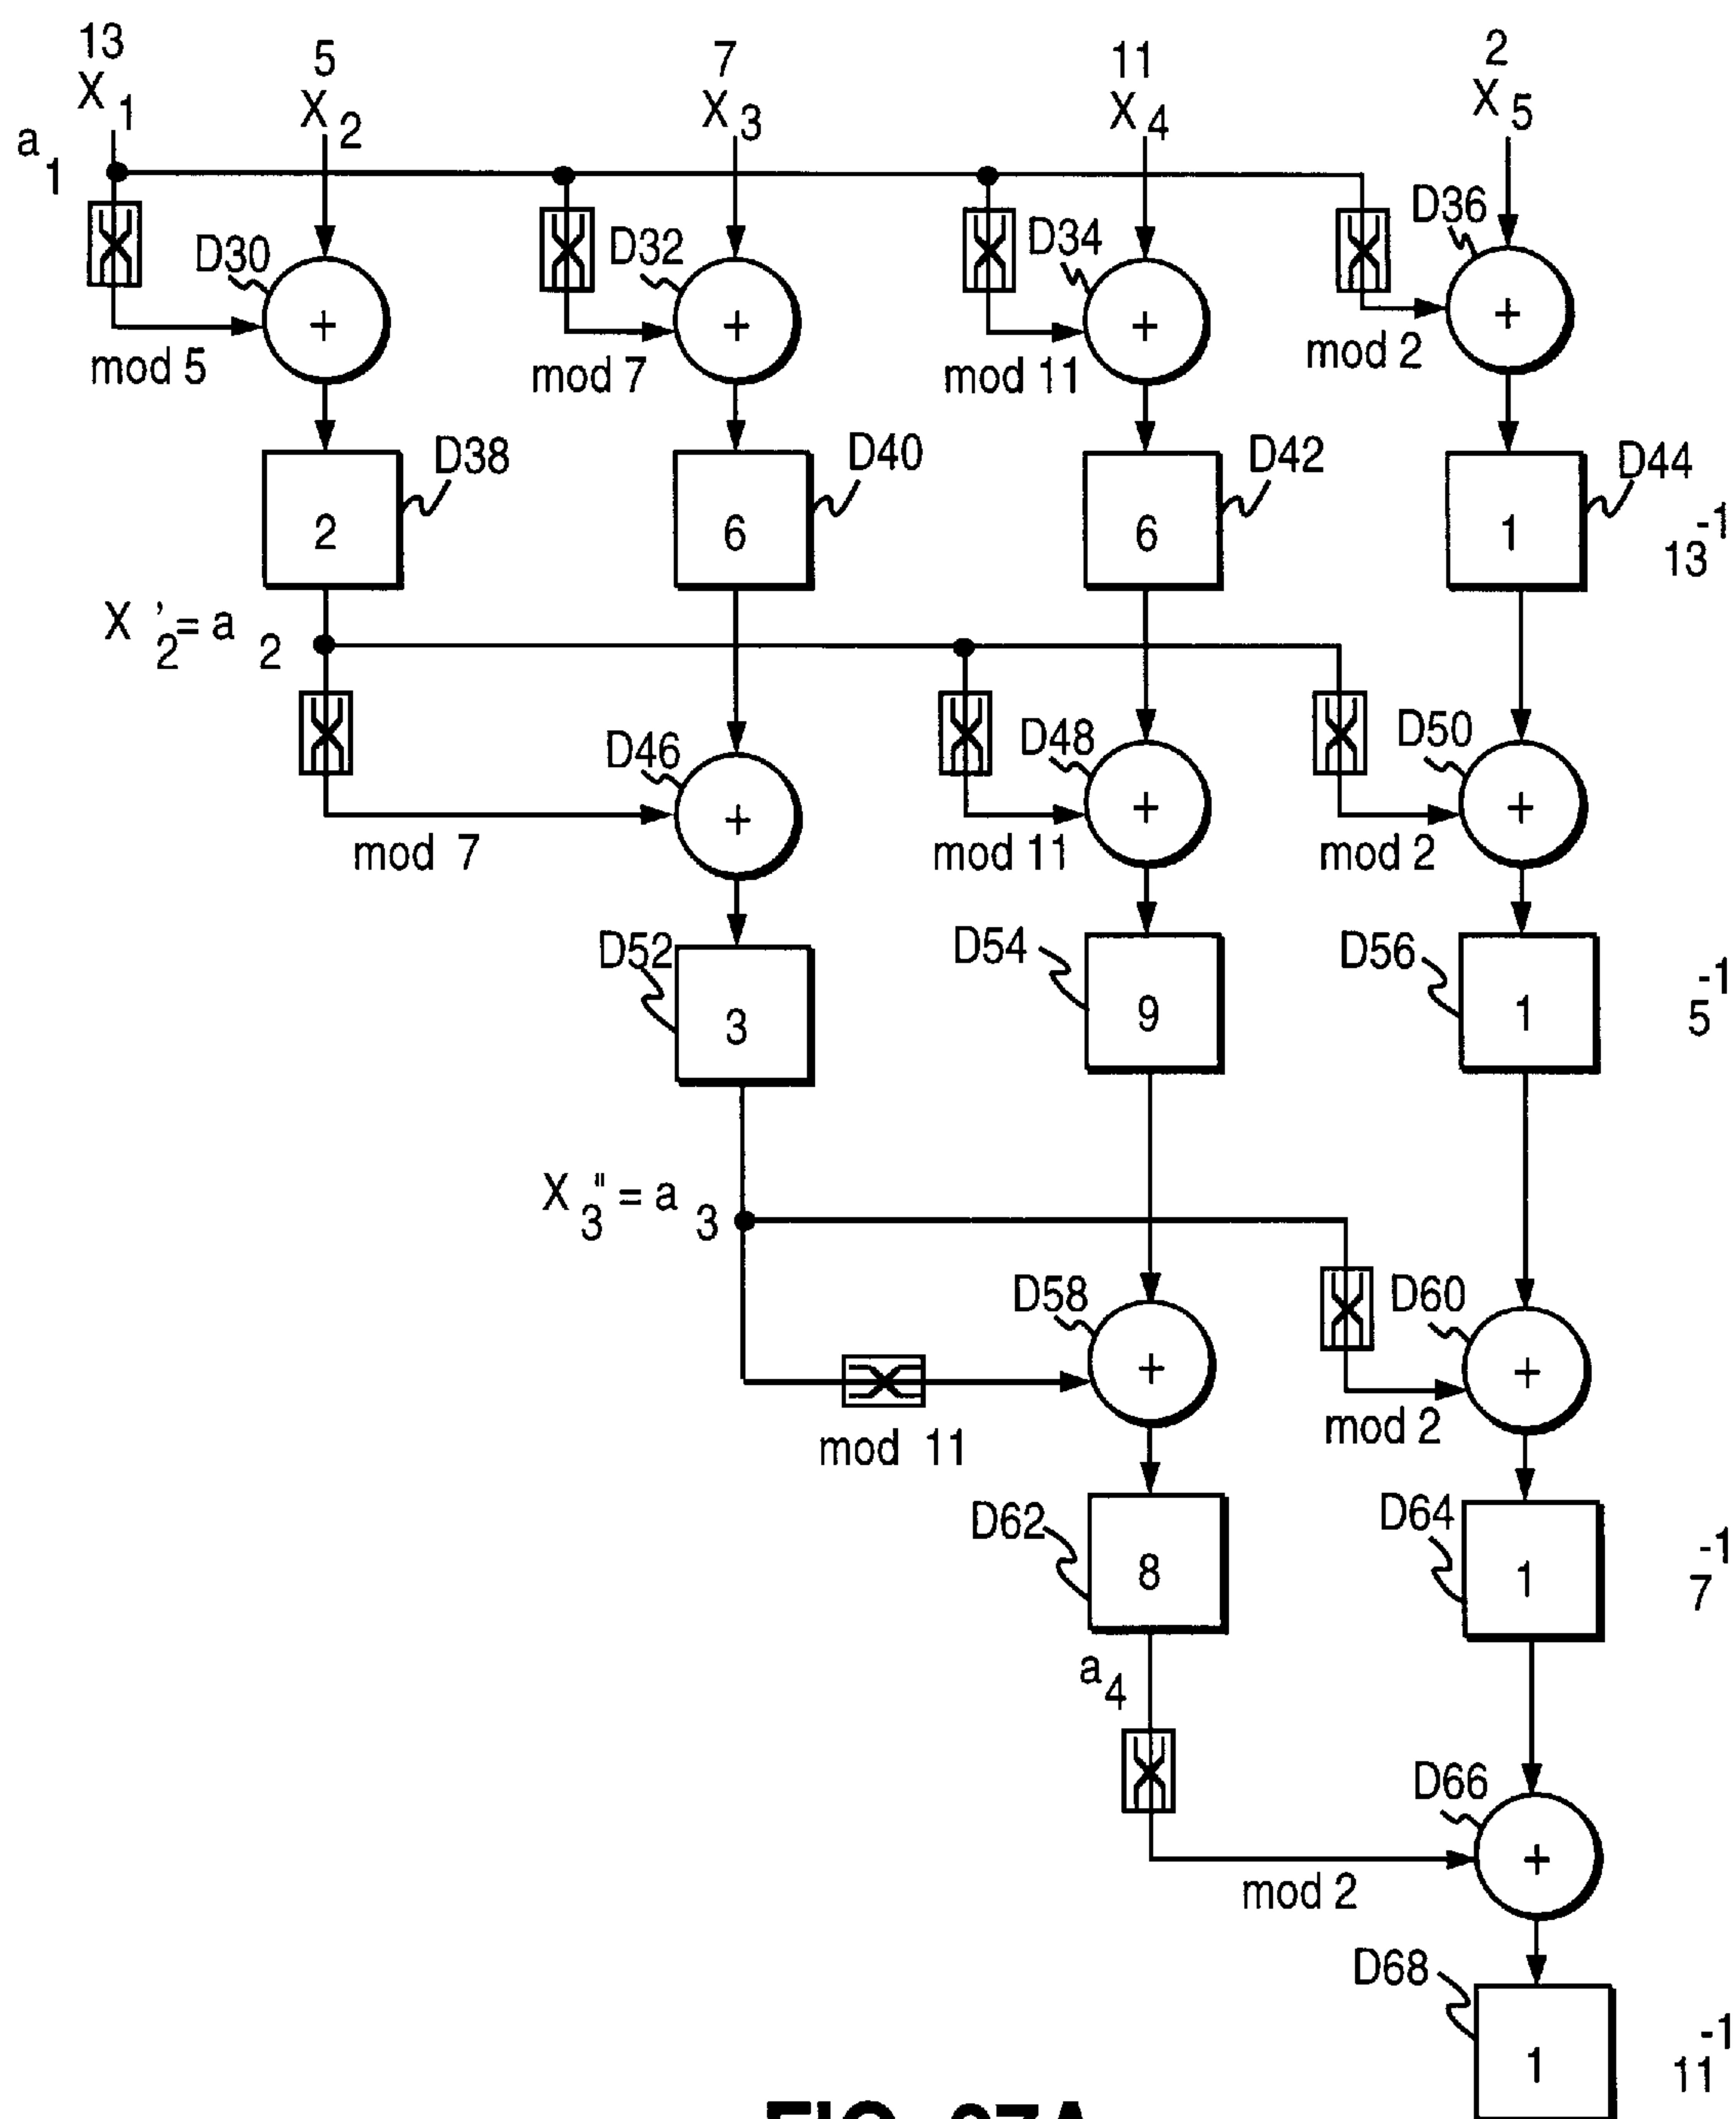 13 5 7 11 2
X1 X2 X3 X4 X5
a1
D30 D32 D34 D36
+ + + +
mod 5 mod 7 mod 11 mod 2
D38 D40 D42 D44
2 6 6 1 13-1
X2' = a2
D46 D48 D50
+ + +
mod 7 mod 11 mod 2
D52 D54 D56
3 9 1 5-1
X3" = a3
D58 D60
+ +
mod 11 mod 2
D62 D64
8 1 7-1
a4
D66
+
mod 2
D68
1 11-1